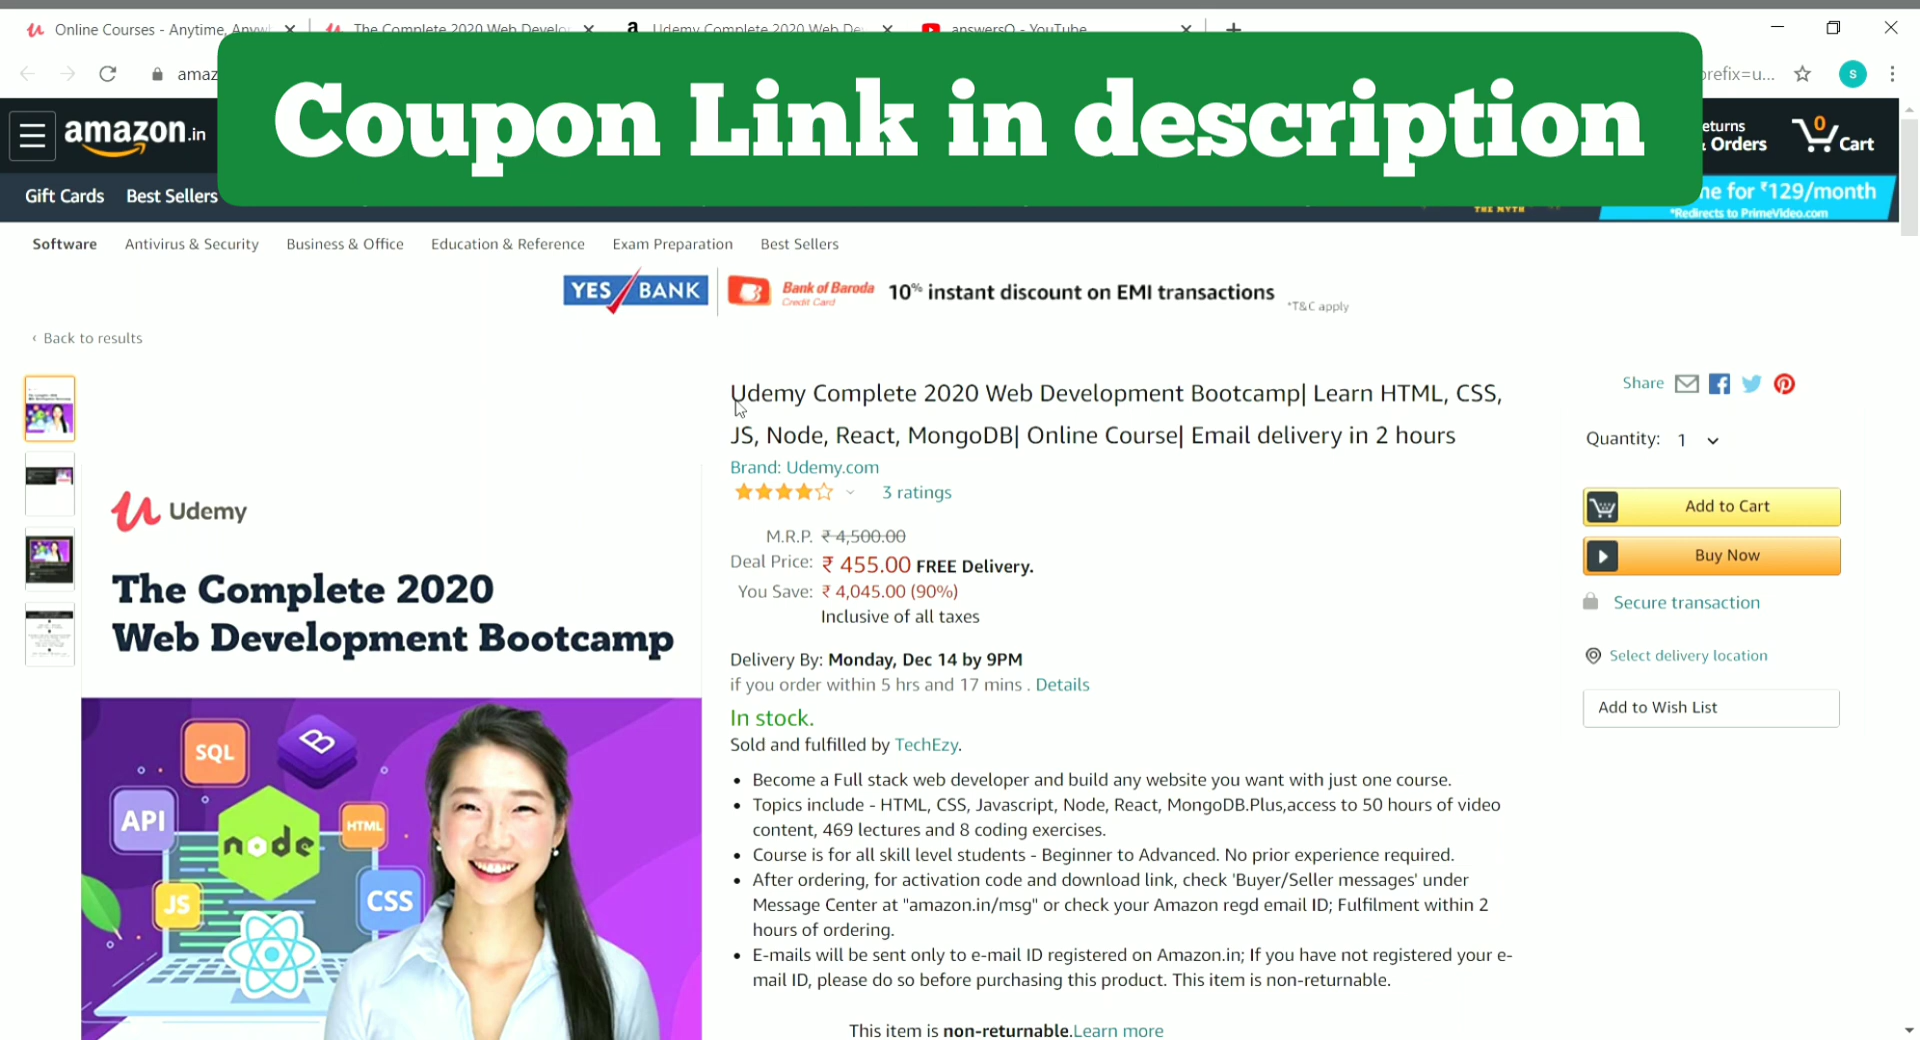 Online Courses - Anytime, Anywh
The Complete 2020 Web Develop
Udemy Complete 2020 Web De
answersQ - YouTube
amaz
prefix=u...
S
Coupon Link in description
amazon.in
eturns
& Orders
0
Cart
Gift Cards
Best Sellers
THE MYTH
me for ₹129/month
*Redirects to PrimeVideo.com
Software
Antivirus & Security
Business & Office
Education & Reference
Exam Preparation
Best Sellers
YES BANK
Bank of Baroda
Credit Card
10% instant discount on EMI transactions
*T&C apply
‹ Back to results
Udemy Complete 2020 Web Development Bootcamp| Learn HTML, CSS,
JS, Node, React, MongoDB| Online Course| Email delivery in 2 hours
Brand: Udemy.com
3 ratings
M.R.P. ₹ 4,500.00
Deal Price: ₹ 455.00 FREE Delivery.
You Save: ₹ 4,045.00 (90%)
Inclusive of all taxes
Delivery By: Monday, Dec 14 by 9PM
if you order within 5 hrs and 17 mins . Details
In stock.
Sold and fulfilled by TechEzy.
• Become a Full stack web developer and build any website you want with just one course.
• Topics include - HTML, CSS, Javascript, Node, React, MongoDB.Plus,access to 50 hours of video
content, 469 lectures and 8 coding exercises.
• Course is for all skill level students - Beginner to Advanced. No prior experience required.
• After ordering, for activation code and download link, check 'Buyer/Seller messages' under
Message Center at "amazon.in/msg" or check your Amazon regd email ID; Fulfilment within 2
hours of ordering.
• E-mails will be sent only to e-mail ID registered on Amazon.in; If you have not registered your e-
mail ID, please do so before purchasing this product. This item is non-returnable.
This item is non-returnable.Learn more
Share
Quantity: 1
Add to Cart
Buy Now
Secure transaction
Select delivery location
Add to Wish List
Udemy
The Complete 2020
Web Development Bootcamp
SQL
B
API
node
HTML
JS
CSS